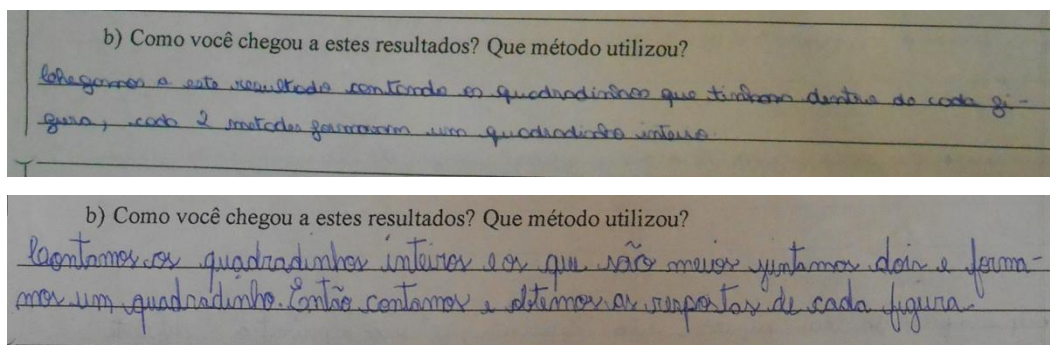 b) Como você chegou a estes resultados? Que método utilizou?
Chegamos a este resultado contando os quadradinhos que tinham dentro de cada fi-
gura, cada 2 metades formavam um quadradinho inteiro.
b) Como você chegou a estes resultados? Que método utilizou?
Contamos os quadradinhos inteiros e os que são meios juntamos dois e forma-
mos um quadradinho. Então contamos e obtemos as respostas de cada figura.